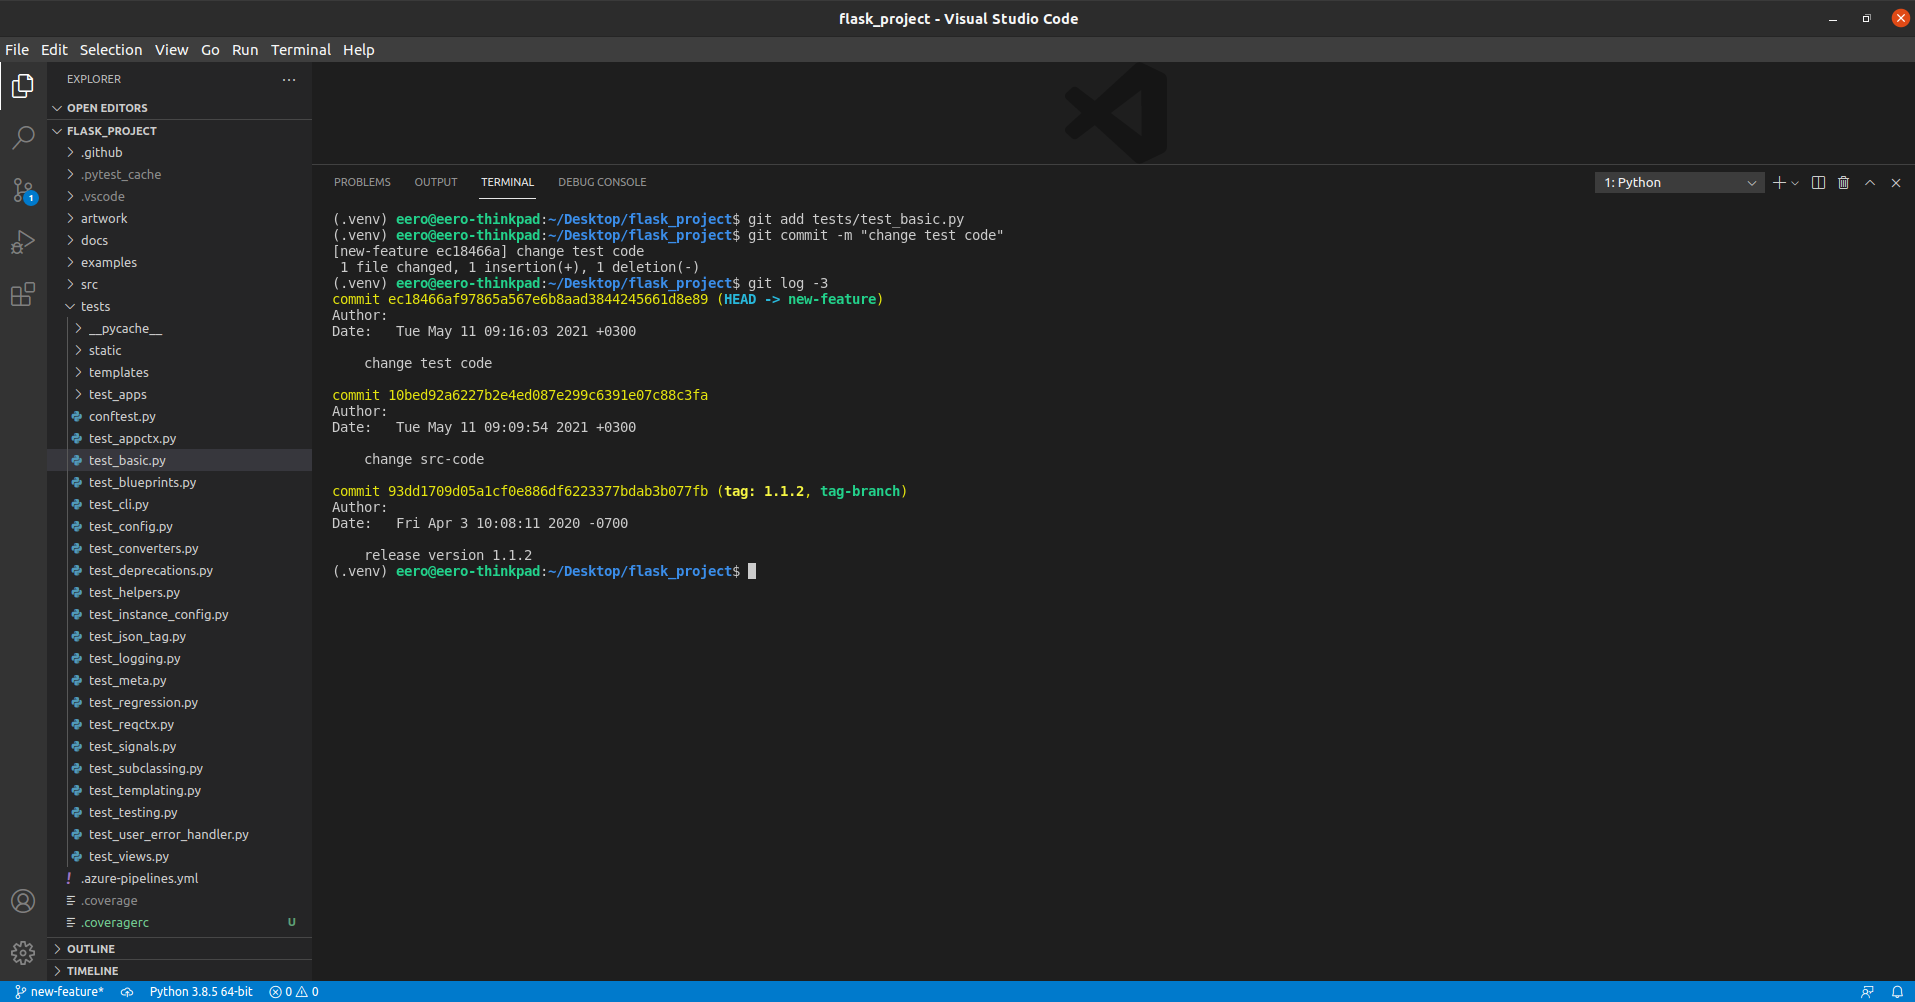 flask_project - Visual Studio Code
File Edit Selection View Go Run Terminal Help
EXPLORER
OPEN EDITORS
FLASK_PROJECT
.github
.pytest_cache
.vscode
artwork
docs
examples
src
tests
__pycache__
static
templates
test_apps
conftest.py
test_appctx.py
test_basic.py
test_blueprints.py
test_cli.py
test_config.py
test_converters.py
test_deprecations.py
test_helpers.py
test_instance_config.py
test_json_tag.py
test_logging.py
test_meta.py
test_regression.py
test_reqctx.py
test_signals.py
test_subclassing.py
test_templating.py
test_testing.py
test_user_error_handler.py
test_views.py
! .azure-pipelines.yml
.coverage
.coveragerc U
OUTLINE
TIMELINE
1
PROBLEMS OUTPUT TERMINAL DEBUG CONSOLE 1: Python
(.venv) eero@eero-thinkpad:~/Desktop/flask_project$ git add tests/test_basic.py
(.venv) eero@eero-thinkpad:~/Desktop/flask_project$ git commit -m "change test code"
[new-feature ec18466a] change test code
1 file changed, 1 insertion(+), 1 deletion(-)
(.venv) eero@eero-thinkpad:~/Desktop/flask_project$ git log -3
commit ec18466af97865a567e6b8aad3844245661d8e89 (HEAD -> new-feature)
Author:
Date:   Tue May 11 09:16:03 2021 +0300
change test code
commit 10bed92a6227b2e4ed087e299c6391e07c88c3fa
Author:
Date:   Tue May 11 09:09:54 2021 +0300
change src-code
commit 93dd1709d05a1cf0e886df6223377bdab3b077fb (tag: 1.1.2, tag-branch)
Author:
Date:   Fri Apr 3 10:08:11 2020 -0700
release version 1.1.2
(.venv) eero@eero-thinkpad:~/Desktop/flask_project$
new-feature* Python 3.8.5 64-bit 0 0